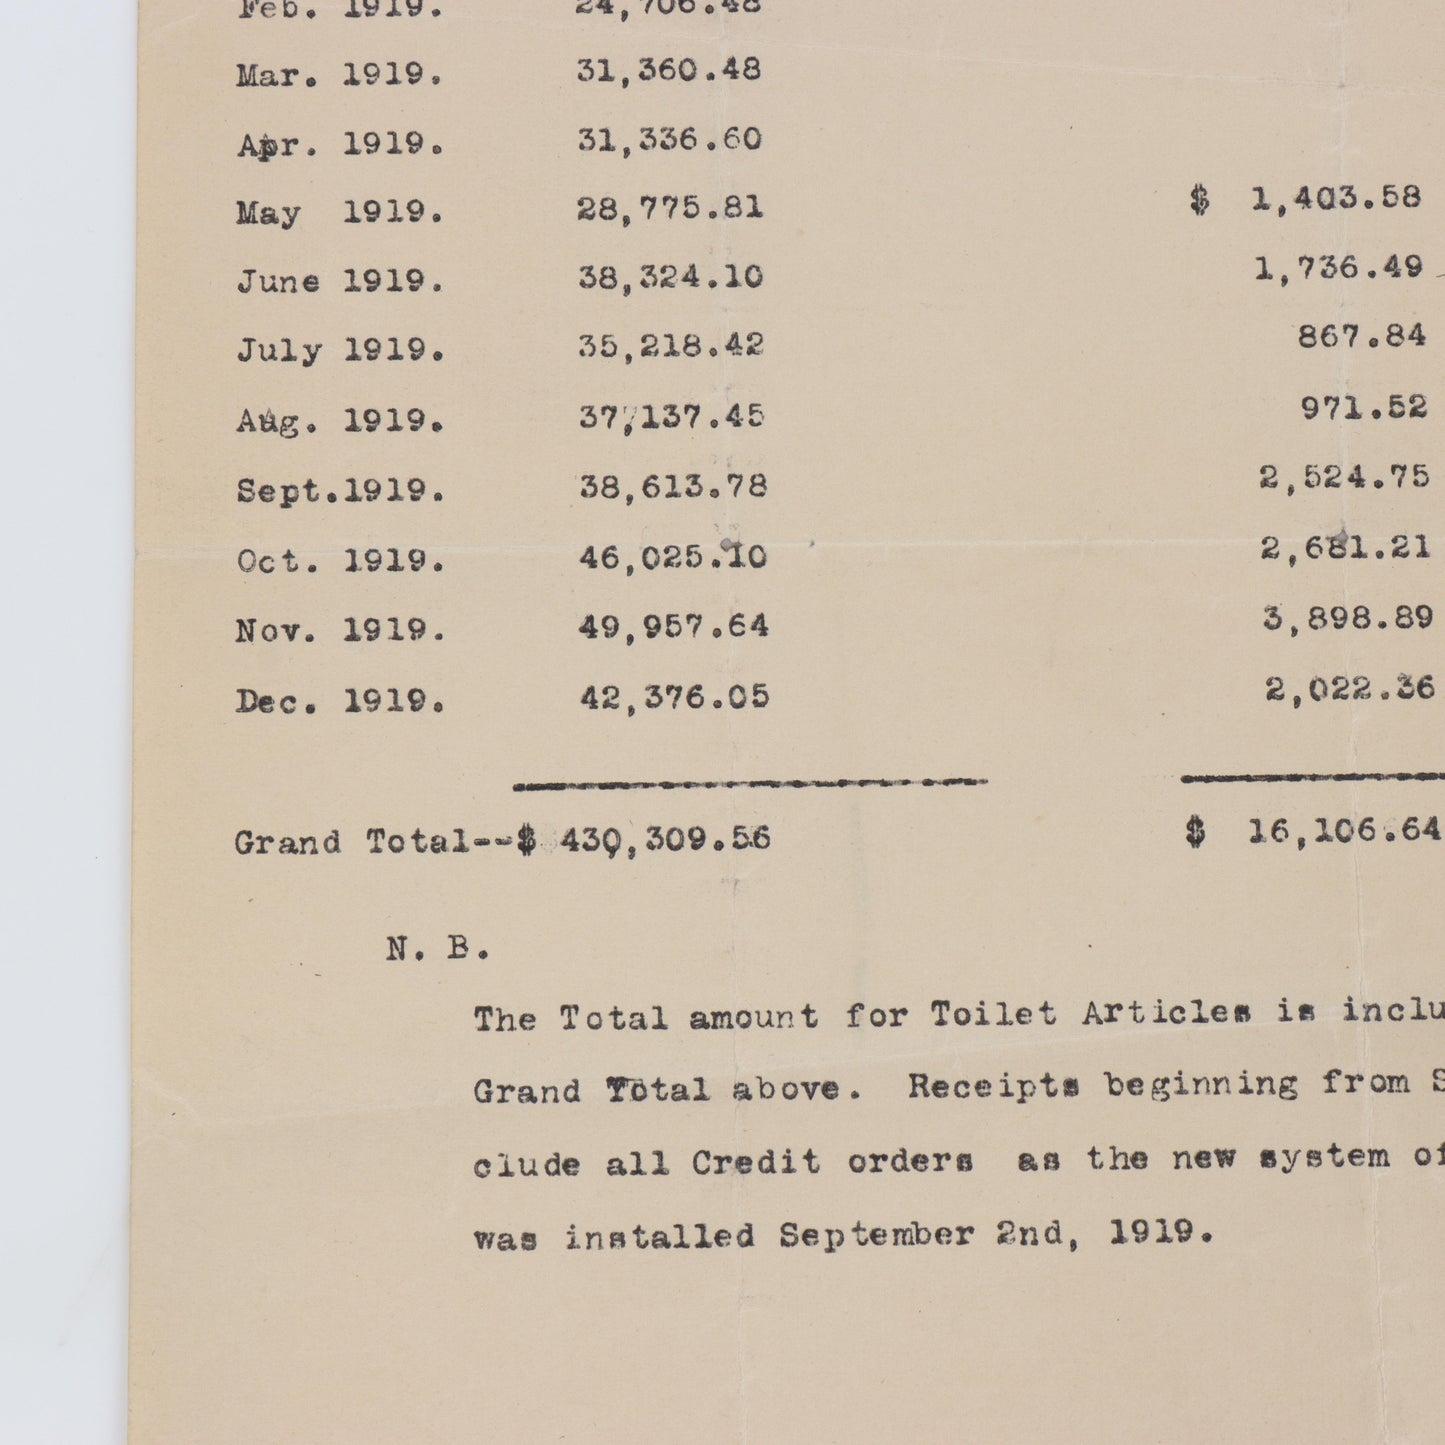 Feb. 1919. 24,706.48
Mar. 1919. 31,360.48
Apr. 1919. 31,336.60
May 1919. 28,775.81 $ 1,403.58
June 1919. 38,324.10 1,736.49
July 1919. 35,218.42 867.84
Aug. 1919. 37,137.45 971.52
Sept.1919. 38,613.78 2,524.75
Oct. 1919. 46,025.10 2,681.21
Nov. 1919. 49,957.64 3,898.89
Dec. 1919. 42,376.05 2,022.36
Grand Total--$ 430,309.56 $ 16,106.64
N. B.
The Total amount for Toilet Articles is inclu
Grand Total above. Receipts beginning from S
clude all Credit orders as the new system of
was installed September 2nd, 1919.